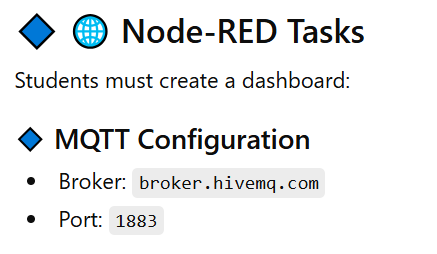 Node-RED Tasks
Students must create a dashboard:
MQTT Configuration
• Broker: broker.hivemq.com
• Port: 1883